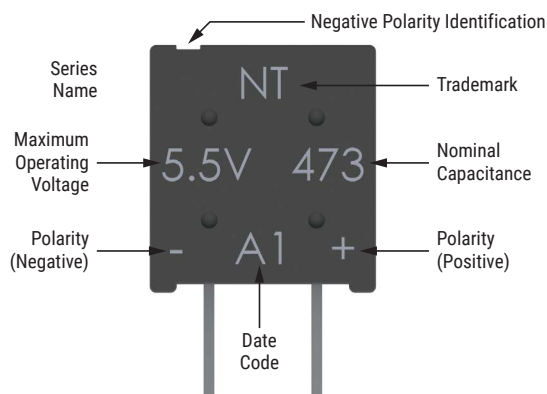 Negative Polarity Identification
Series
Name
NT
Trademark
Maximum
Operating
Voltage
5.5V
473
Nominal
Capacitance
Polarity
(Negative)
-
A1
+
Polarity
(Positive)
Date
Code